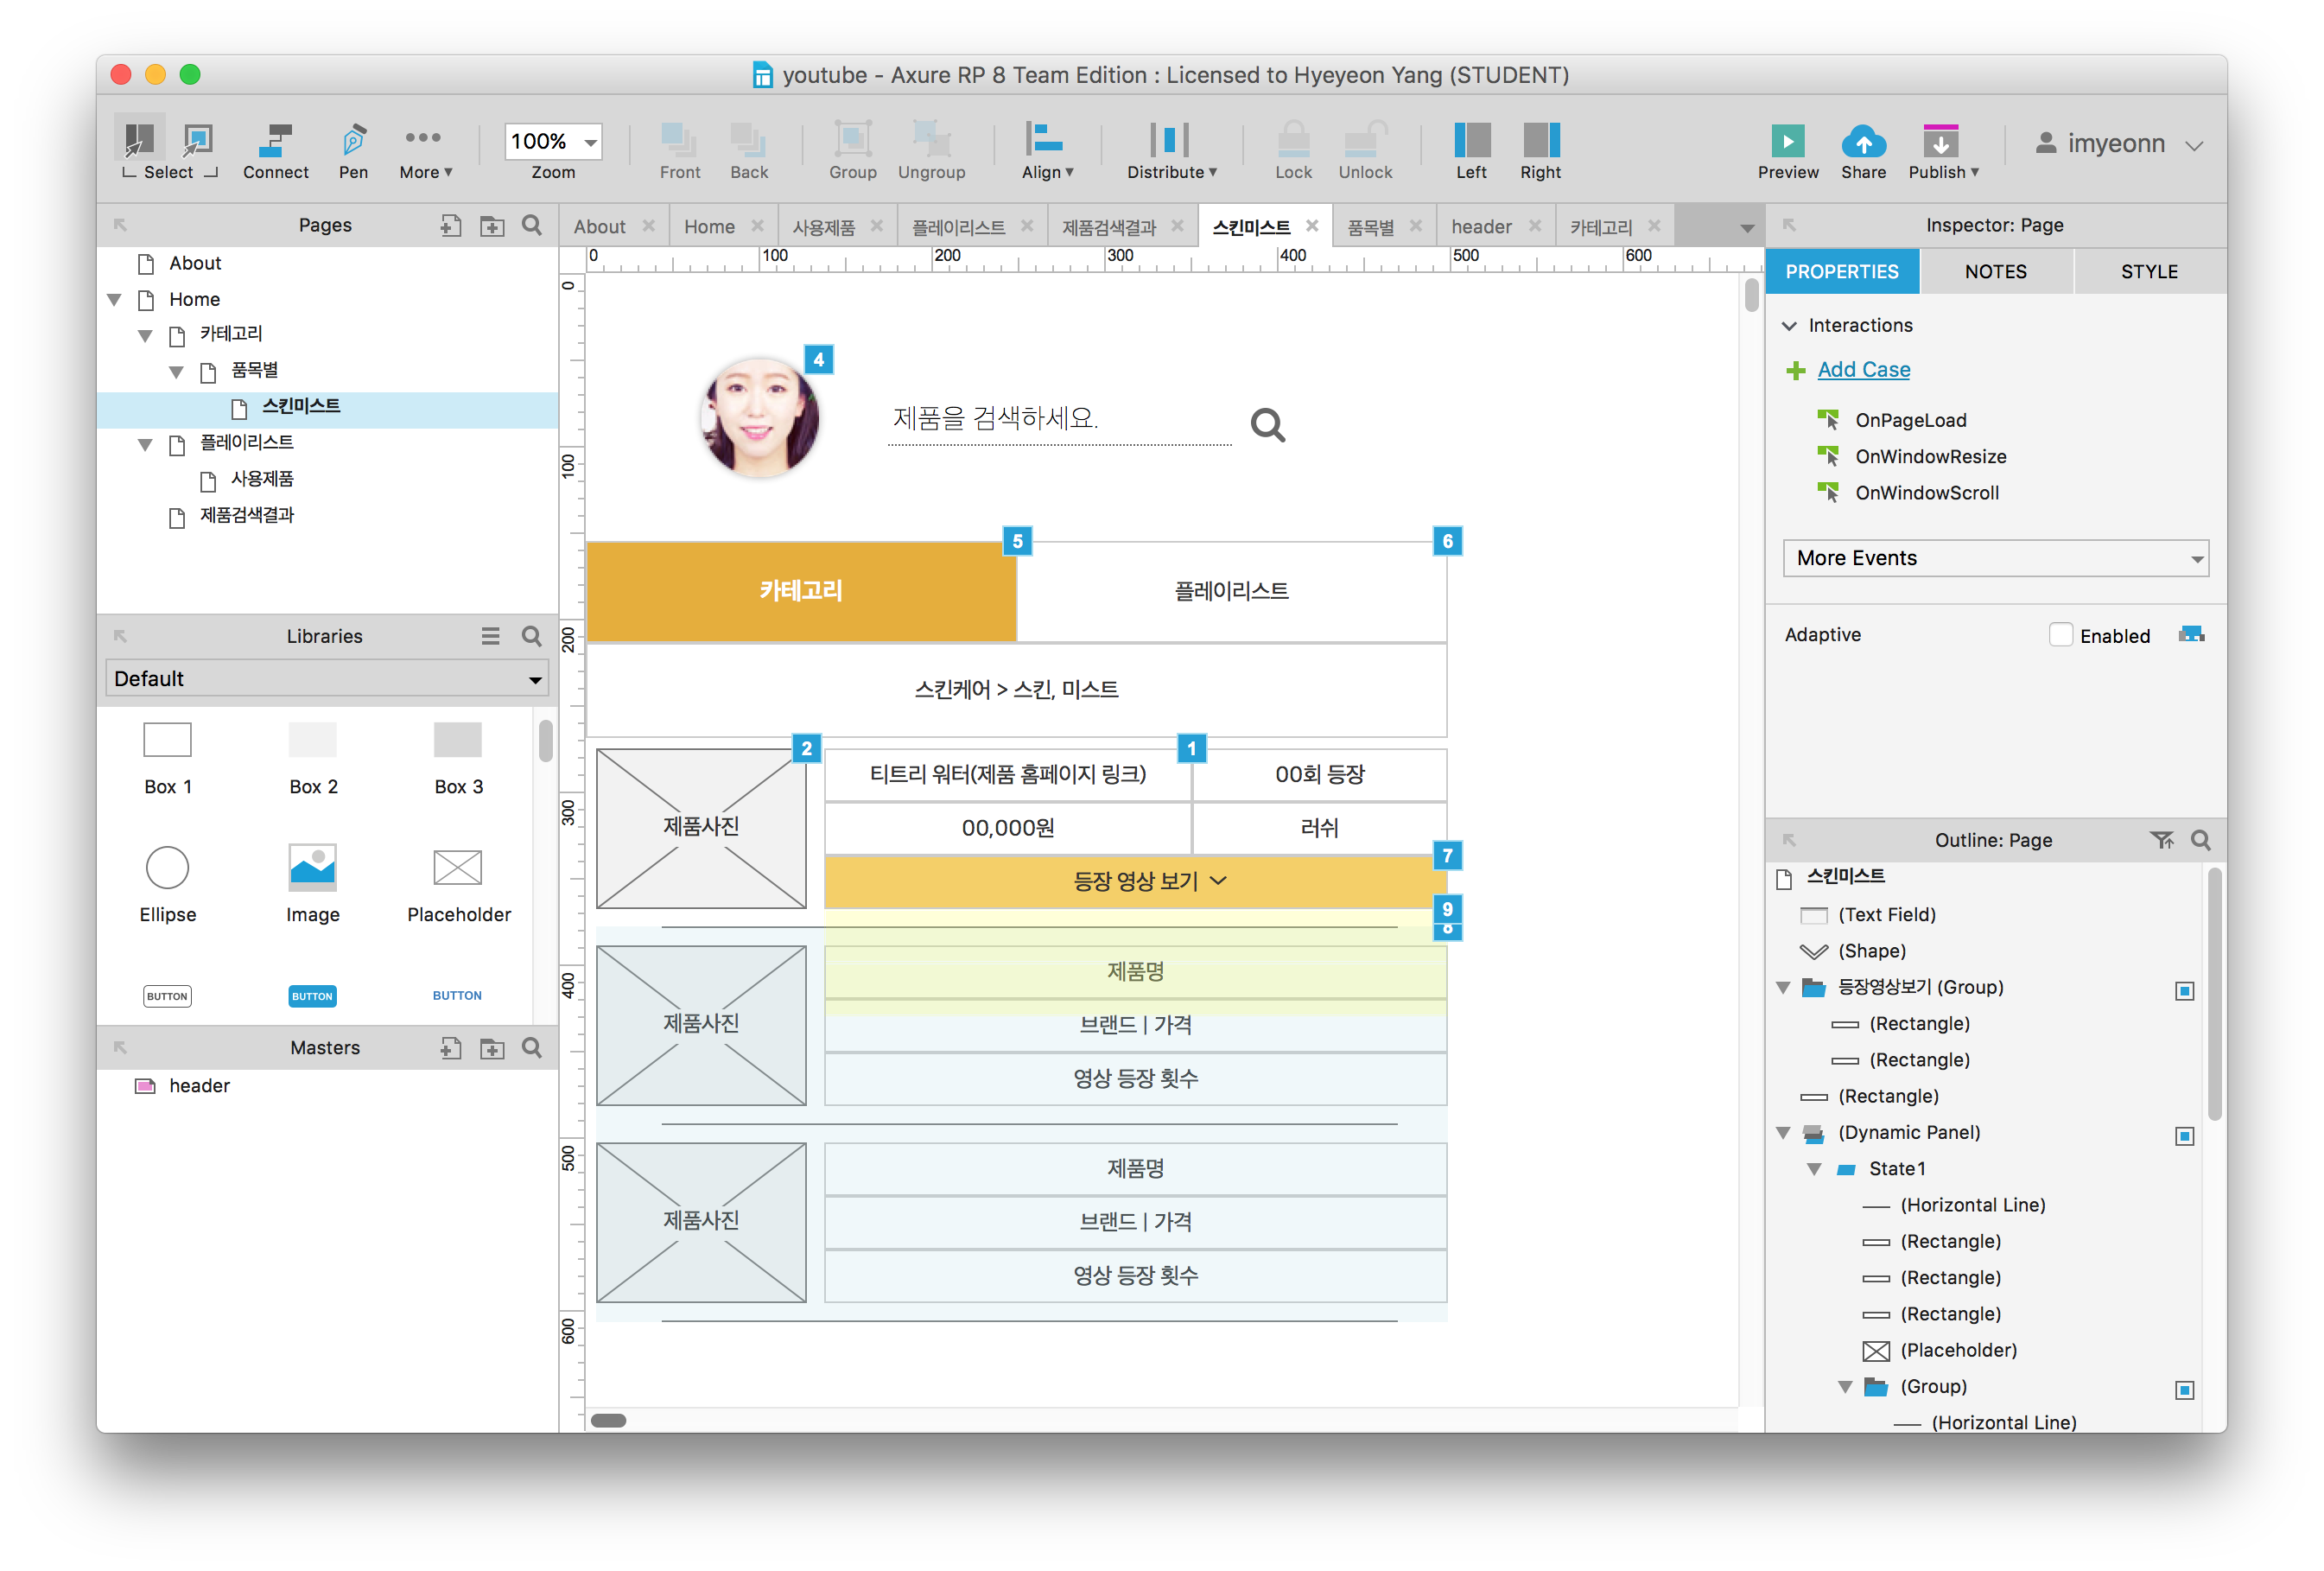 youtube - Axure RP 8 Team Edition : Licensed to Hyeyeon Yang (STUDENT)
Select
Connect
Pen
More ▾
100%
Zoom
Front
Back
Group
Ungroup
Align ▾
Distribute ▾
Lock
Unlock
Left
Right
Preview
Share
Publish ▾
imyeonn
Pages
About
Home
카테고리
품목별
스킨미스트
플레이리스트
사용제품
제품검색결과
Libraries
Default
Box 1
Box 2
Box 3
Ellipse
Image
Placeholder
BUTTON
BUTTON
BUTTON
Masters
header
About
Home
사용제품
플레이리스트
제품검색결과
스킨미스트
품목별
header
카테고리
0 100 200 300 400 500 600
0
100
200
300
400
500
600
4
제품을 검색하세요.
5
6
카테고리
플레이리스트
스킨케어 > 스킨, 미스트
2
1
제품사진
티트리 워터(제품 홈페이지 링크)
00회 등장
00,000원
러쉬
7
등장 영상 보기
9
8
제품사진
제품명
브랜드 | 가격
영상 등장 횟수
제품사진
제품명
브랜드 | 가격
영상 등장 횟수
Inspector: Page
PROPERTIES
NOTES
STYLE
Interactions
Add Case
OnPageLoad
OnWindowResize
OnWindowScroll
More Events
Adaptive
Enabled
Outline: Page
스킨미스트
(Text Field)
(Shape)
등장영상보기 (Group)
(Rectangle)
(Rectangle)
(Rectangle)
(Dynamic Panel)
State1
(Horizontal Line)
(Rectangle)
(Rectangle)
(Rectangle)
(Placeholder)
(Group)
(Horizontal Line)